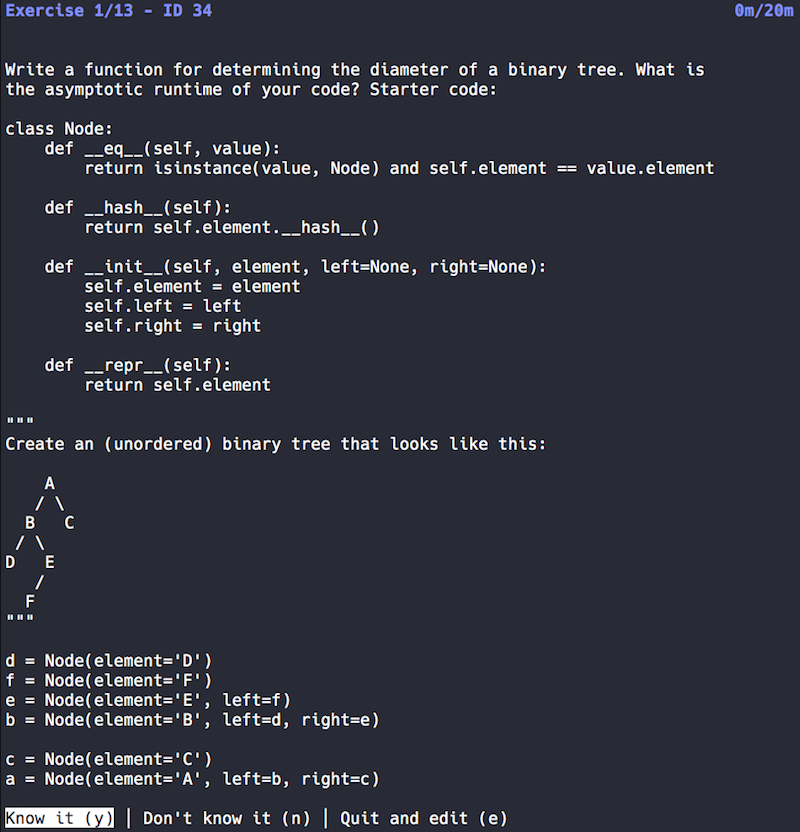 Exercise 1/13 - ID 34 0m/20m
Write a function for determining the diameter of a binary tree. What is
the asymptotic runtime of your code? Starter code:
class Node:
    def __eq__(self, value):
        return isinstance(value, Node) and self.element == value.element
    def __hash__(self):
        return self.element.__hash__()
    def __init__(self, element, left=None, right=None):
        self.element = element
        self.left = left
        self.right = right
    def __repr__(self):
        return self.element
"""
Create an (unordered) binary tree that looks like this:
    A
   / \
  B   C
 / \
D   E
   /
  F
"""
d = Node(element='D')
f = Node(element='F')
e = Node(element='E', left=f)
b = Node(element='B', left=d, right=e)
c = Node(element='C')
a = Node(element='A', left=b, right=c)
Know it (y) | Don't know it (n) | Quit and edit (e)